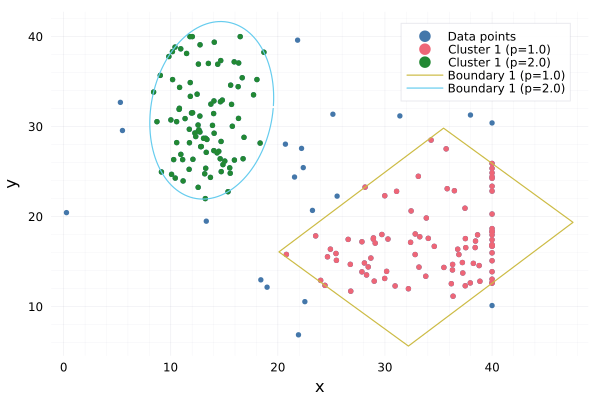 Data points
Cluster 1 (p=1.0)
Cluster 1 (p=2.0)
Boundary 1 (p=1.0)
Boundary 1 (p=2.0)
40
30
20
10
y
0 10 20 30 40
x